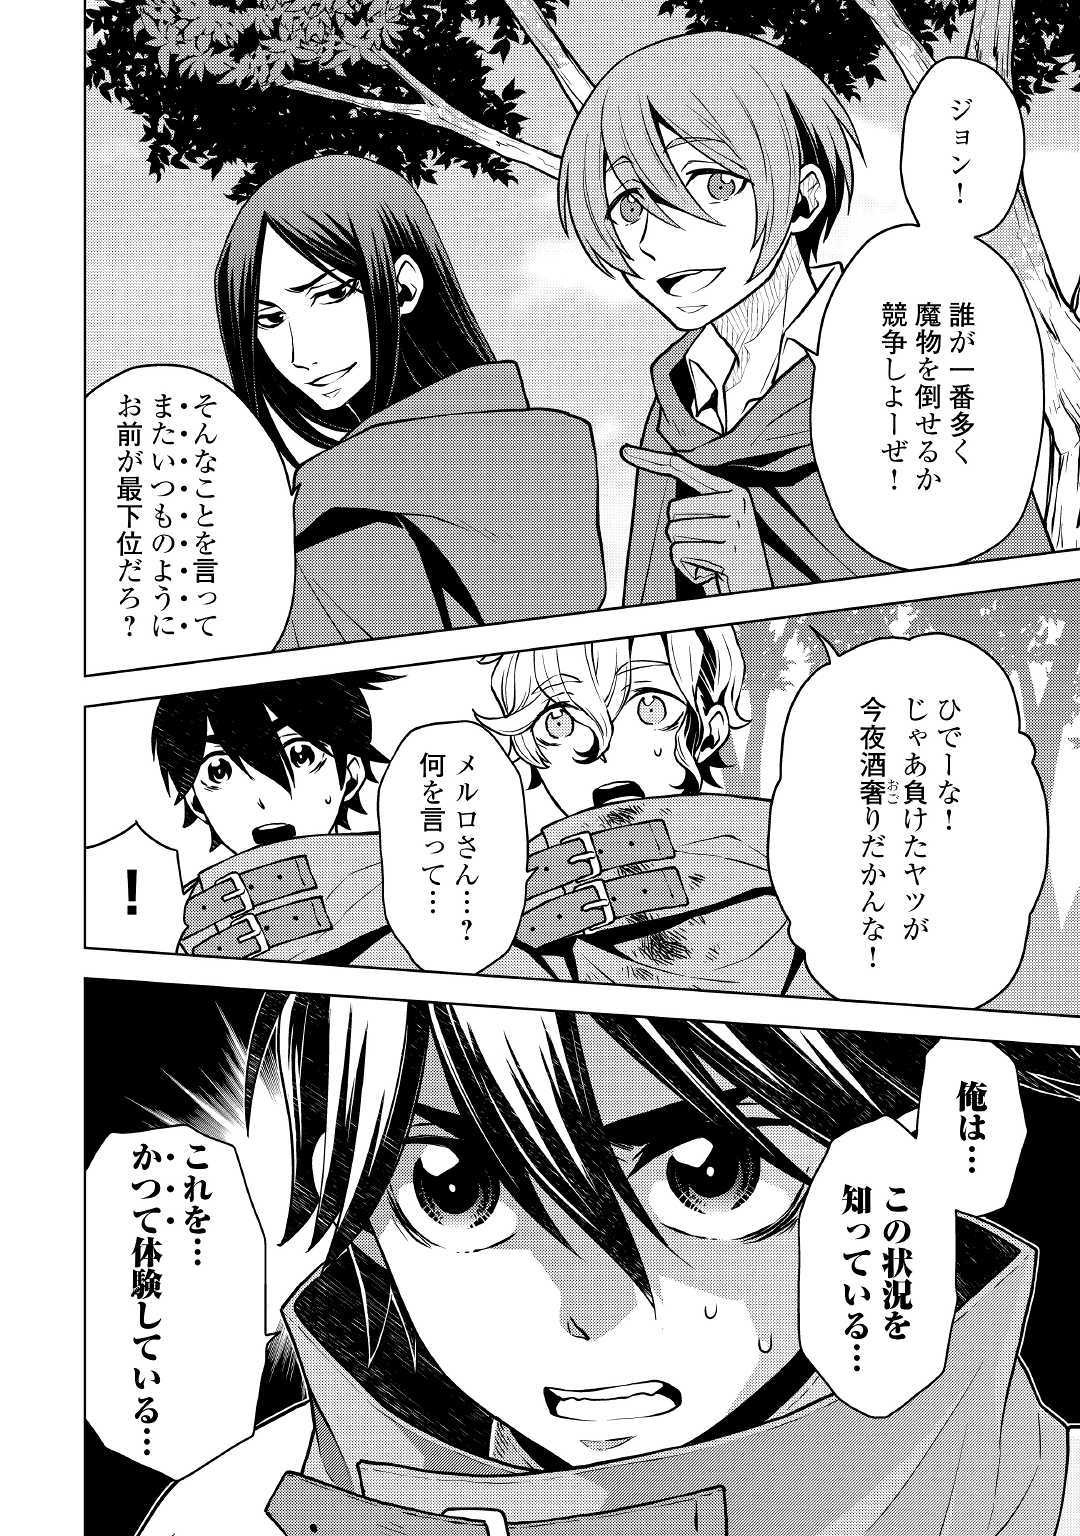 ジョン！
誰が一番多く
魔物を倒せるか
競争しよーぜ！
そんなことを言って
またいつものように
お前が最下位だろ？
ひでーな！
じゃあ負けたヤツが
今夜酒奢りだかんな！
おご
メルロさん…？
何を言って…
！
俺は…
この状況を
知っている…
これを…
かつて体験している…